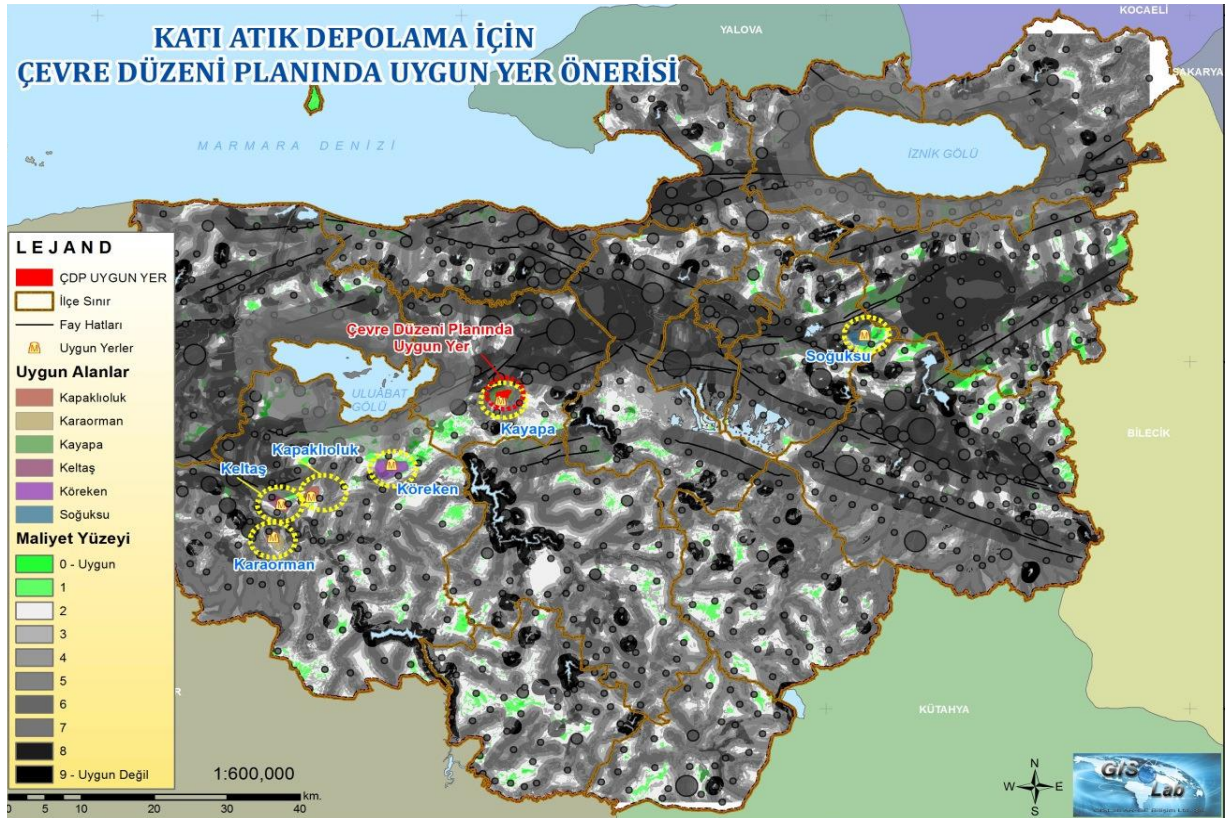 KATI ATIK DEPOLAMA İÇİN
ÇEVRE DÜZENİ PLANINDA UYGUN YER ÖNERİSİ
KOCAELİ
YALOVA
SAKARYA
MARMARA DENİZİ
İZNİK GÖLÜ
LEJAND
ÇDP UYGUN YER
İlçe Sınır
Fay Hatları
Uygun Yerler
Uygun Alanlar
Kapaklıoluk
Karaorman
Kayapa
Keltaş
Köreken
Soğuksu
Maliyet Yüzeyi
0 - Uygun
1
2
3
4
5
6
7
8
9 - Uygun Değil
Çevre Düzeni Planında
Uygun Yer
Soğuksu
ULUABAT
GÖLÜ
Kayapa
Kapaklıoluk
Keltaş
Köreken
Karaorman
BİLECİK
KÜTAHYA
R
1:600,000
km.
0 5 10 20 30 40
N
W E
S
GIS
Lab